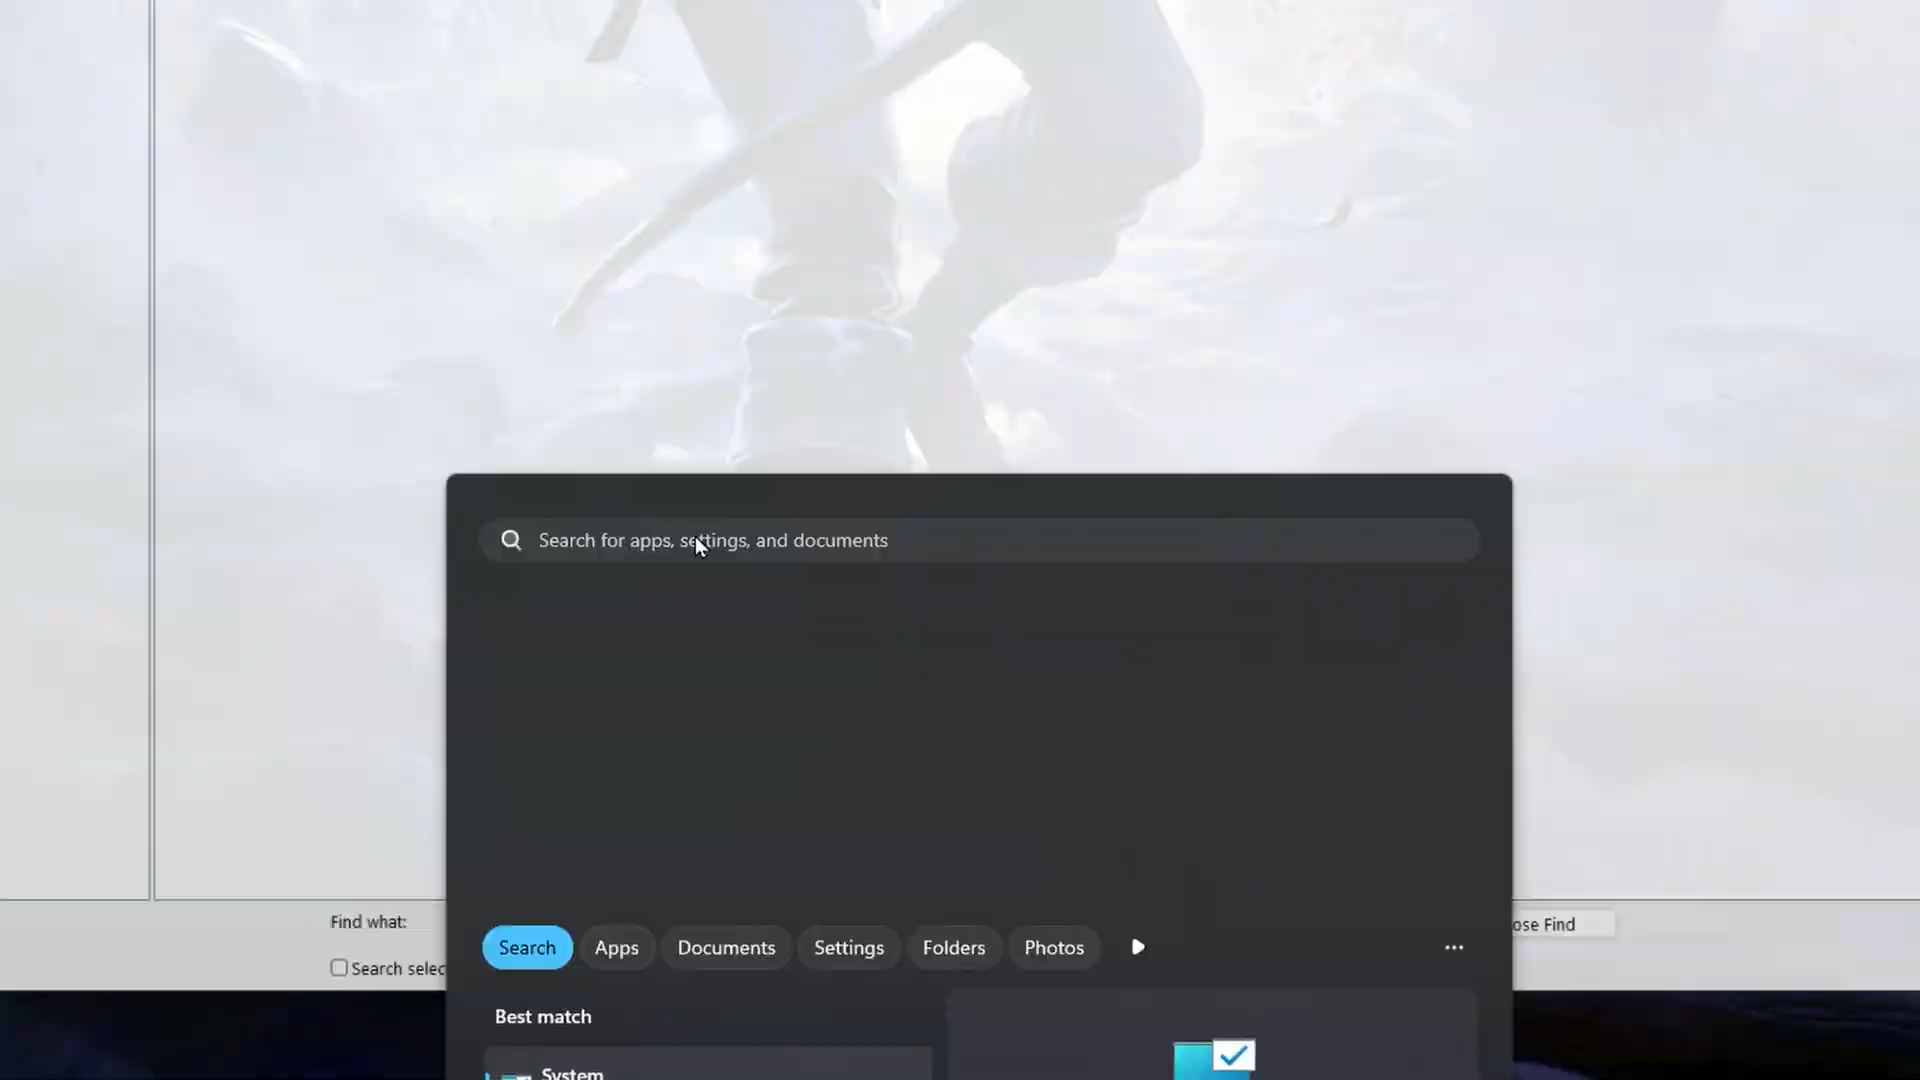 Search for apps, settings, and documents
Find what:
ose Find
Search selec
Search Apps Documents Settings Folders Photos
Best match
System